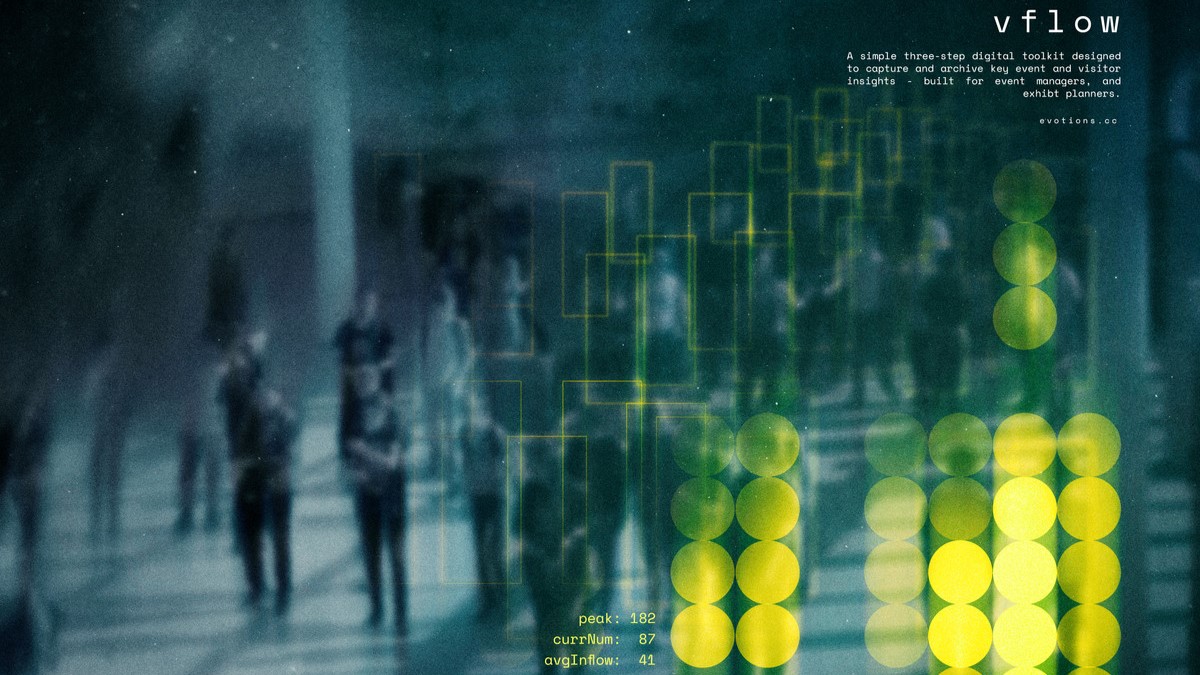 vflow
A simple three-step digital toolkit designed
to capture and archive key event and visitor
insights - built for event managers, and
exhibt planners.
evotions.cc
peak: 182
currNum: 87
avgInflow: 41